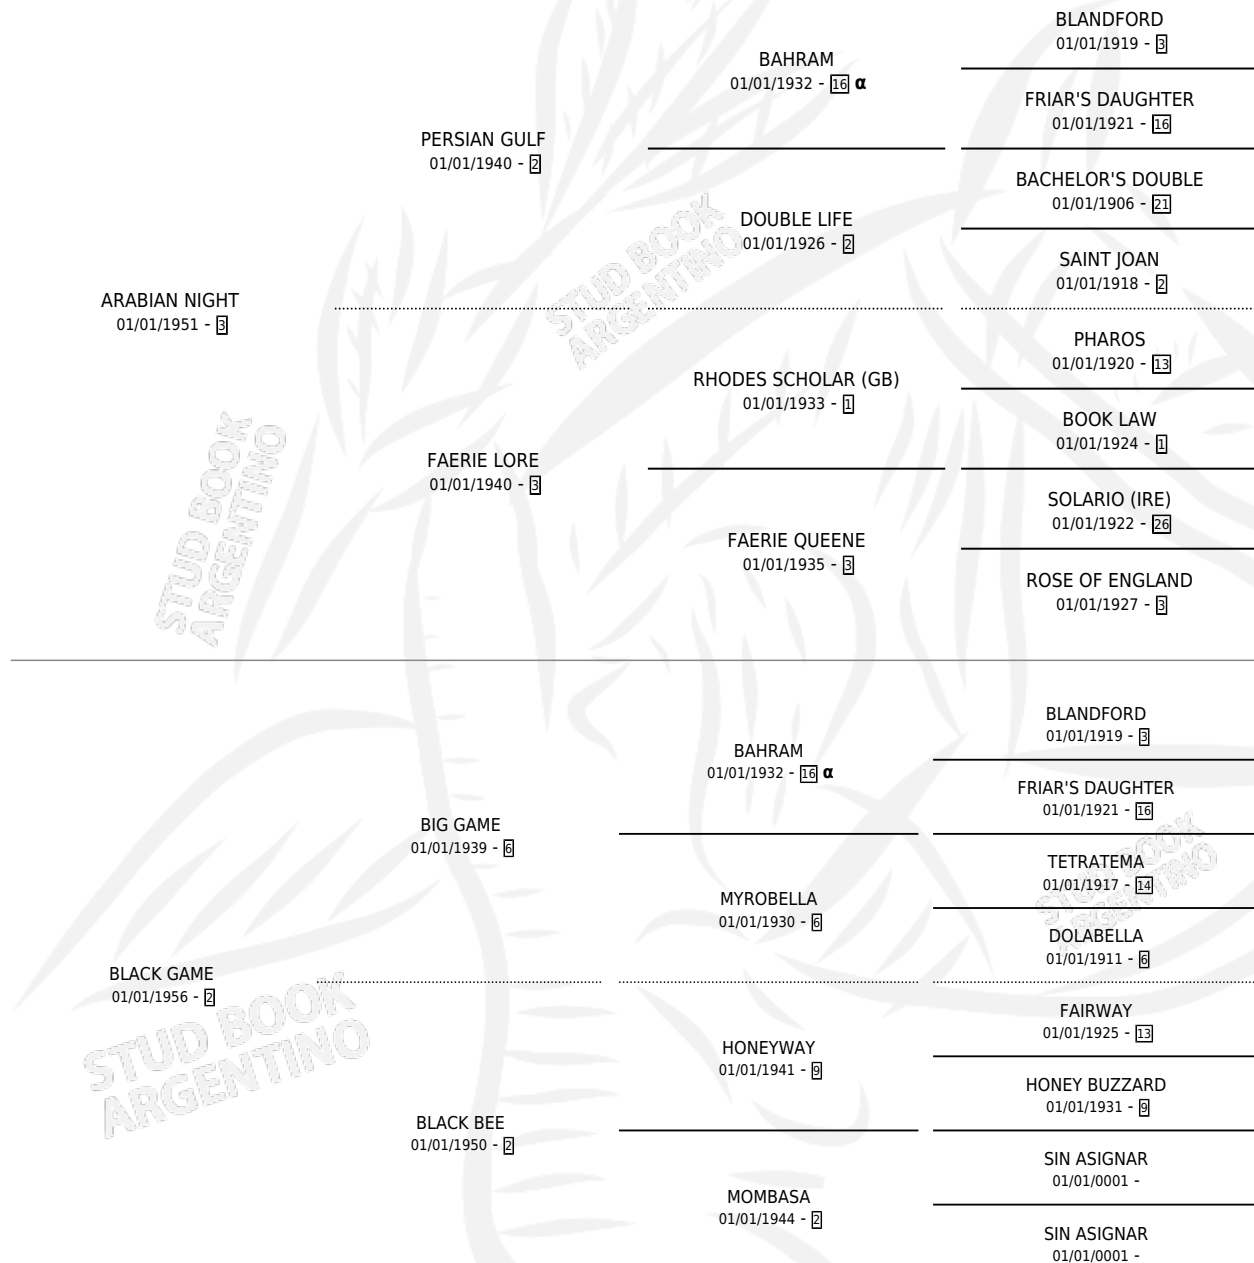 BLANDFORD
01/01/1919 - 3
BAHRAM
01/01/1932 - 16 α
FRIAR'S DAUGHTER
01/01/1921 - 16
PERSIAN GULF
01/01/1940 - 2
BACHELOR'S DOUBLE
01/01/1906 - 21
DOUBLE LIFE
01/01/1926 - 2
SAINT JOAN
01/01/1918 - 2
STUD BOOK
ARGENTINO
ARABIAN NIGHT
01/01/1951 - 3
PHAROS
01/01/1920 - 13
RHODES SCHOLAR (GB)
01/01/1933 - 1
BOOK LAW
01/01/1924 - 1
FAERIE LORE
01/01/1940 - 3
SOLARIO (IRE)
01/01/1922 - 26
FAERIE QUEENE
01/01/1935 - 3
ROSE OF ENGLAND
01/01/1927 - 3
STUD BOOK
ARGENTINO
BLANDFORD
01/01/1919 - 3
BAHRAM
01/01/1932 - 16 α
FRIAR'S DAUGHTER
01/01/1921 - 16
BIG GAME
01/01/1939 - 6
TETRATEMA
01/01/1917 - 14
STUD BOOK
ARGENTINO
MYROBELLA
01/01/1930 - 6
DOLABELLA
01/01/1911 - 6
BLACK GAME
01/01/1956 - 2
STUD BOOK
ARGENTINO
FAIRWAY
01/01/1925 - 13
HONEYWAY
01/01/1941 - 9
HONEY BUZZARD
01/01/1931 - 9
BLACK BEE
01/01/1950 - 2
SIN ASIGNAR
01/01/0001 -
MOMBASA
01/01/1944 - 2
SIN ASIGNAR
01/01/0001 -